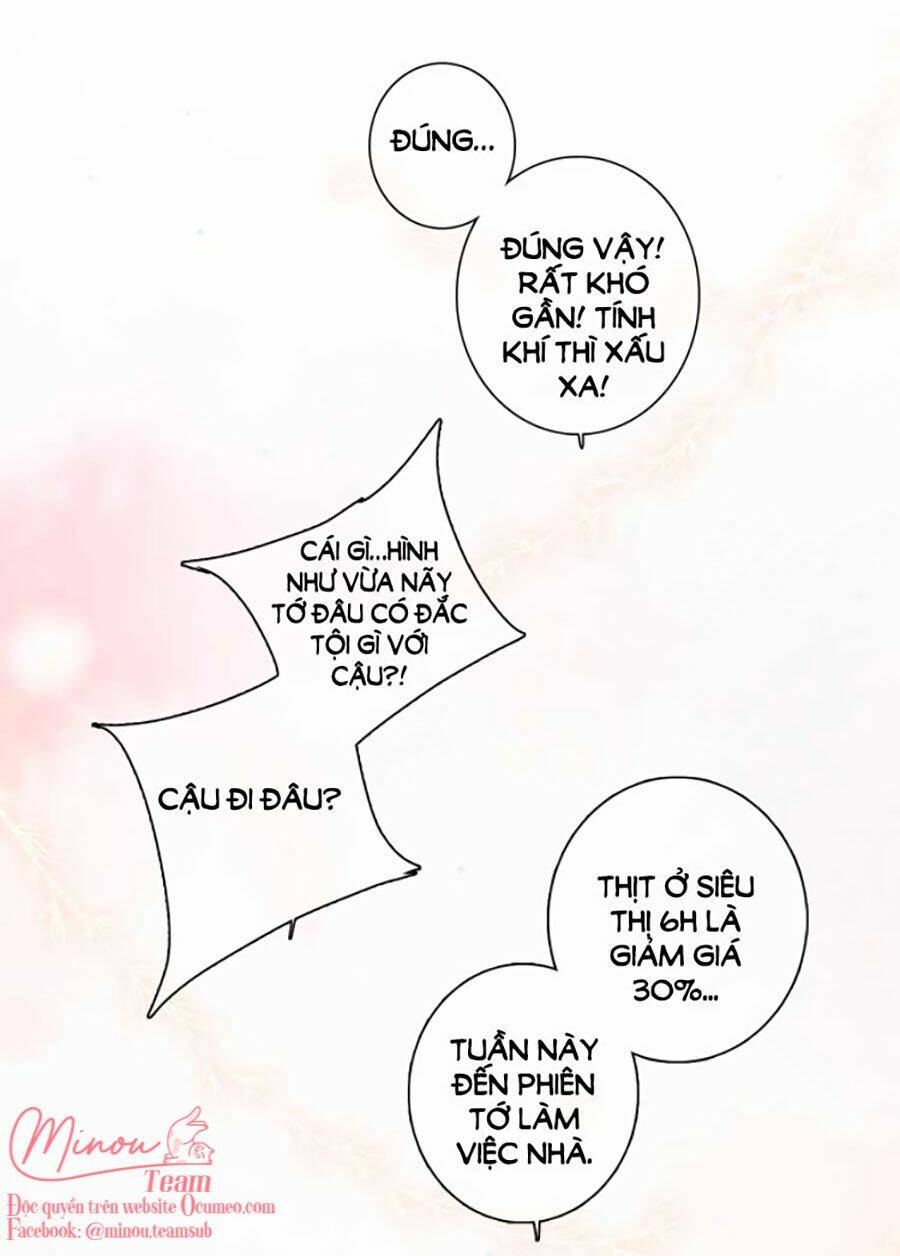 ĐÚNG...
ĐÚNG VẬY!
RẤT KHÓ
GẦN! TÍNH
KHÍ THÌ XẤU
XA!
CÁI GÌ...HÌNH
NHƯ VỪA NÃY
TỚ ĐÂU CÓ ĐẮC
TỘI GÌ VỚI
CẬU?!
CẬU ĐI ĐÂU?
THỊT Ở SIÊU
THỊ 6H LÀ
GIẢM GIÁ
30%...
TUẦN NÀY
ĐẾN PHIÊN
TỚ LÀM
VIỆC NHÀ.
Minou
Team
Độc quyền trên website Ocumeo.com
Facebook: @minou.teamsub